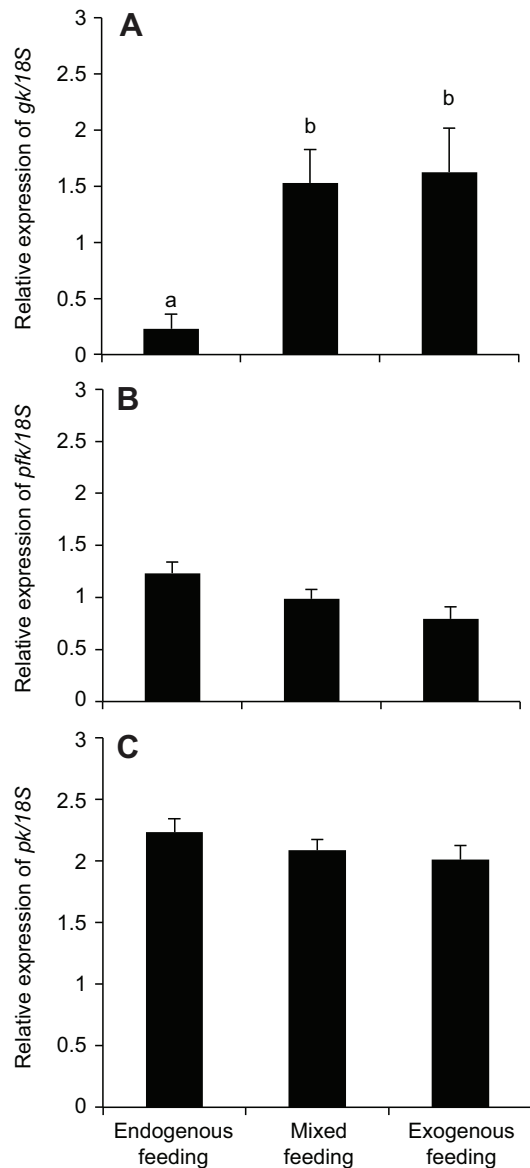 A
Relative expression of gk/18S
3
2.5
2
1.5
1
0.5
0
a
b
b
B
Relative expression of pfk/18S
3
2.5
2
1.5
1
0.5
0
C
Relative expression of pk/18S
3
2.5
2
1.5
1
0.5
0
Endogenous
feeding
Mixed
feeding
Exogenous
feeding